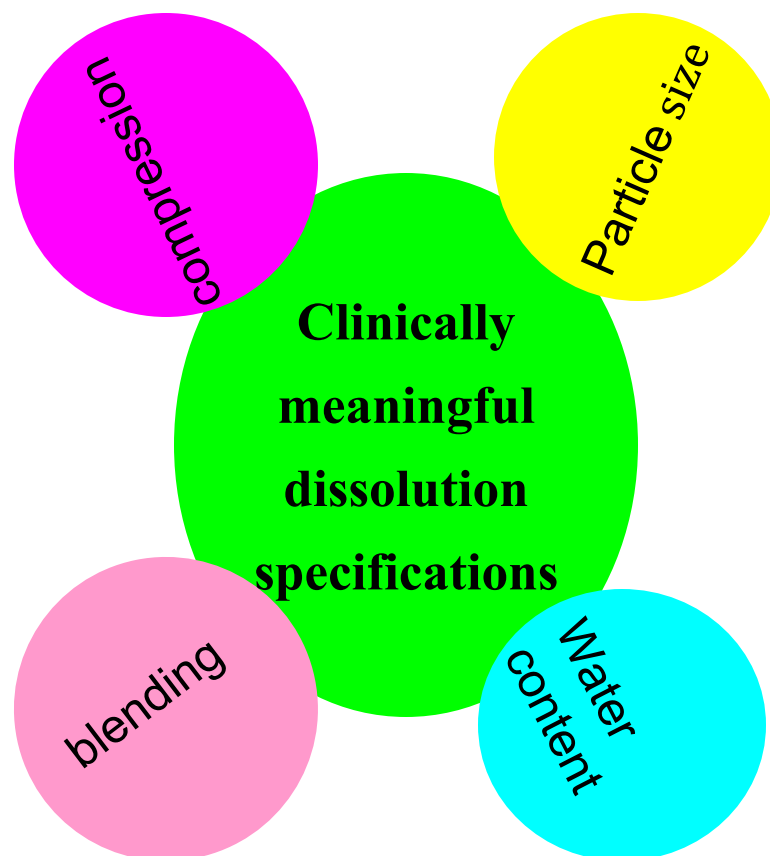 compression
Particle size
Clinically
meaningful
dissolution
specifications
blending
Water
content